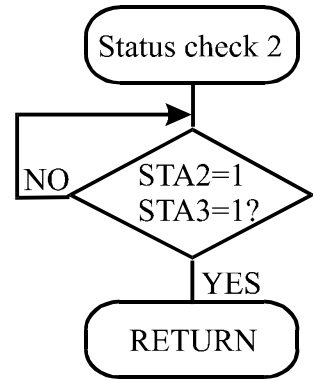 Status check 2
STA2=1
STA3=1?
NO
YES
RETURN